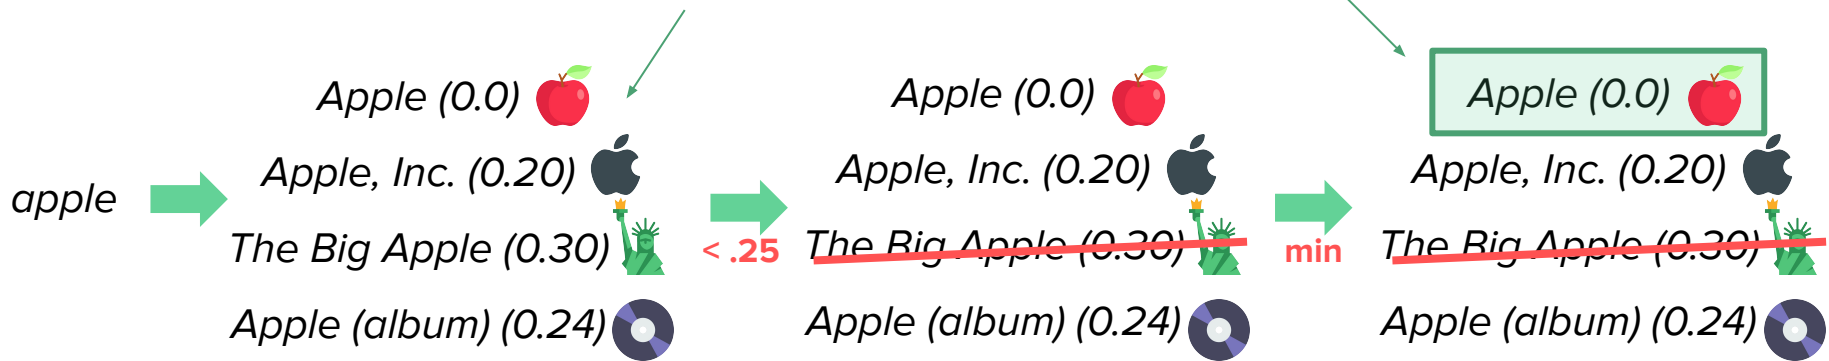 apple
Apple (0.0)
Apple, Inc. (0.20)
The Big Apple (0.30)
Apple (album) (0.24)
< .25
Apple (0.0)
Apple, Inc. (0.20)
The Big Apple (0.30)
Apple (album) (0.24)
min
Apple (0.0)
Apple, Inc. (0.20)
The Big Apple (0.30)
Apple (album) (0.24)